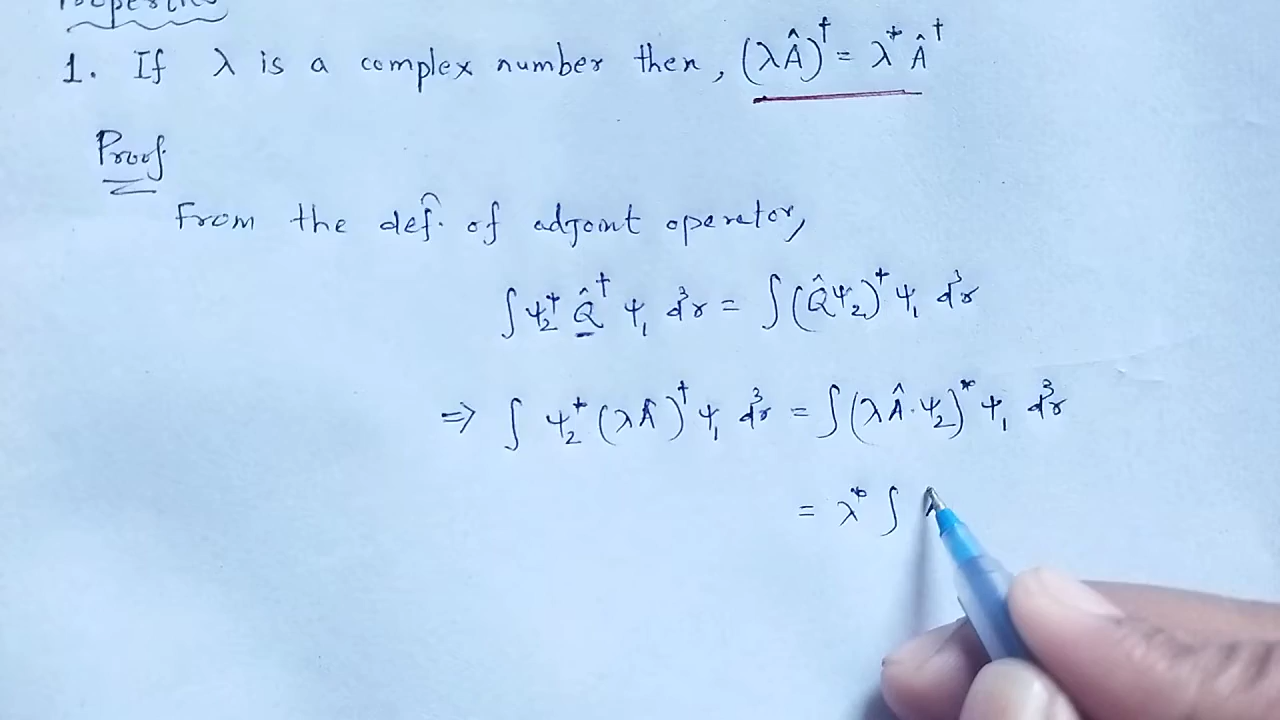 Properties
1. If λ is a complex number then, (λÂ)† = λ* Â†
Proof
From the def. of adjoint operator,
∫ψ₂* Q̂† ψ₁ d³r = ∫(Q̂ψ₂)* ψ₁ d³r
⇒ ∫ ψ₂* (λÂ)† ψ₁ d³r = ∫(λÂ·ψ₂)* ψ₁ d³r
= λ* ∫